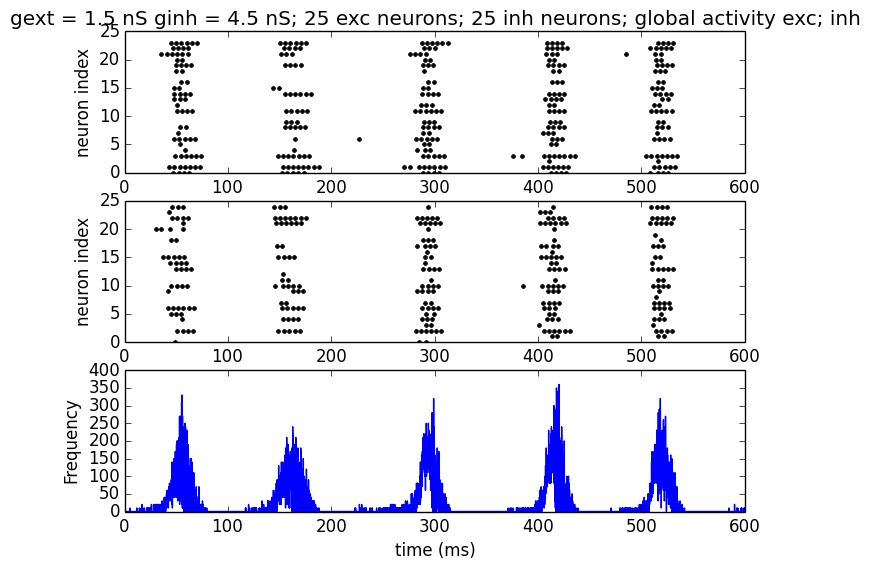 gext = 1.5 nS ginh = 4.5 nS; 25 exc neurons; 25 inh neurons; global activity exc; inh
25
20
15
10
5
0
neuron index
0 100 200 300 400 500 600
25
20
15
10
5
0
neuron index
0 100 200 300 400 500 600
400
350
300
250
200
150
100
50
0
Frequency
0 100 200 300 400 500 600
time (ms)